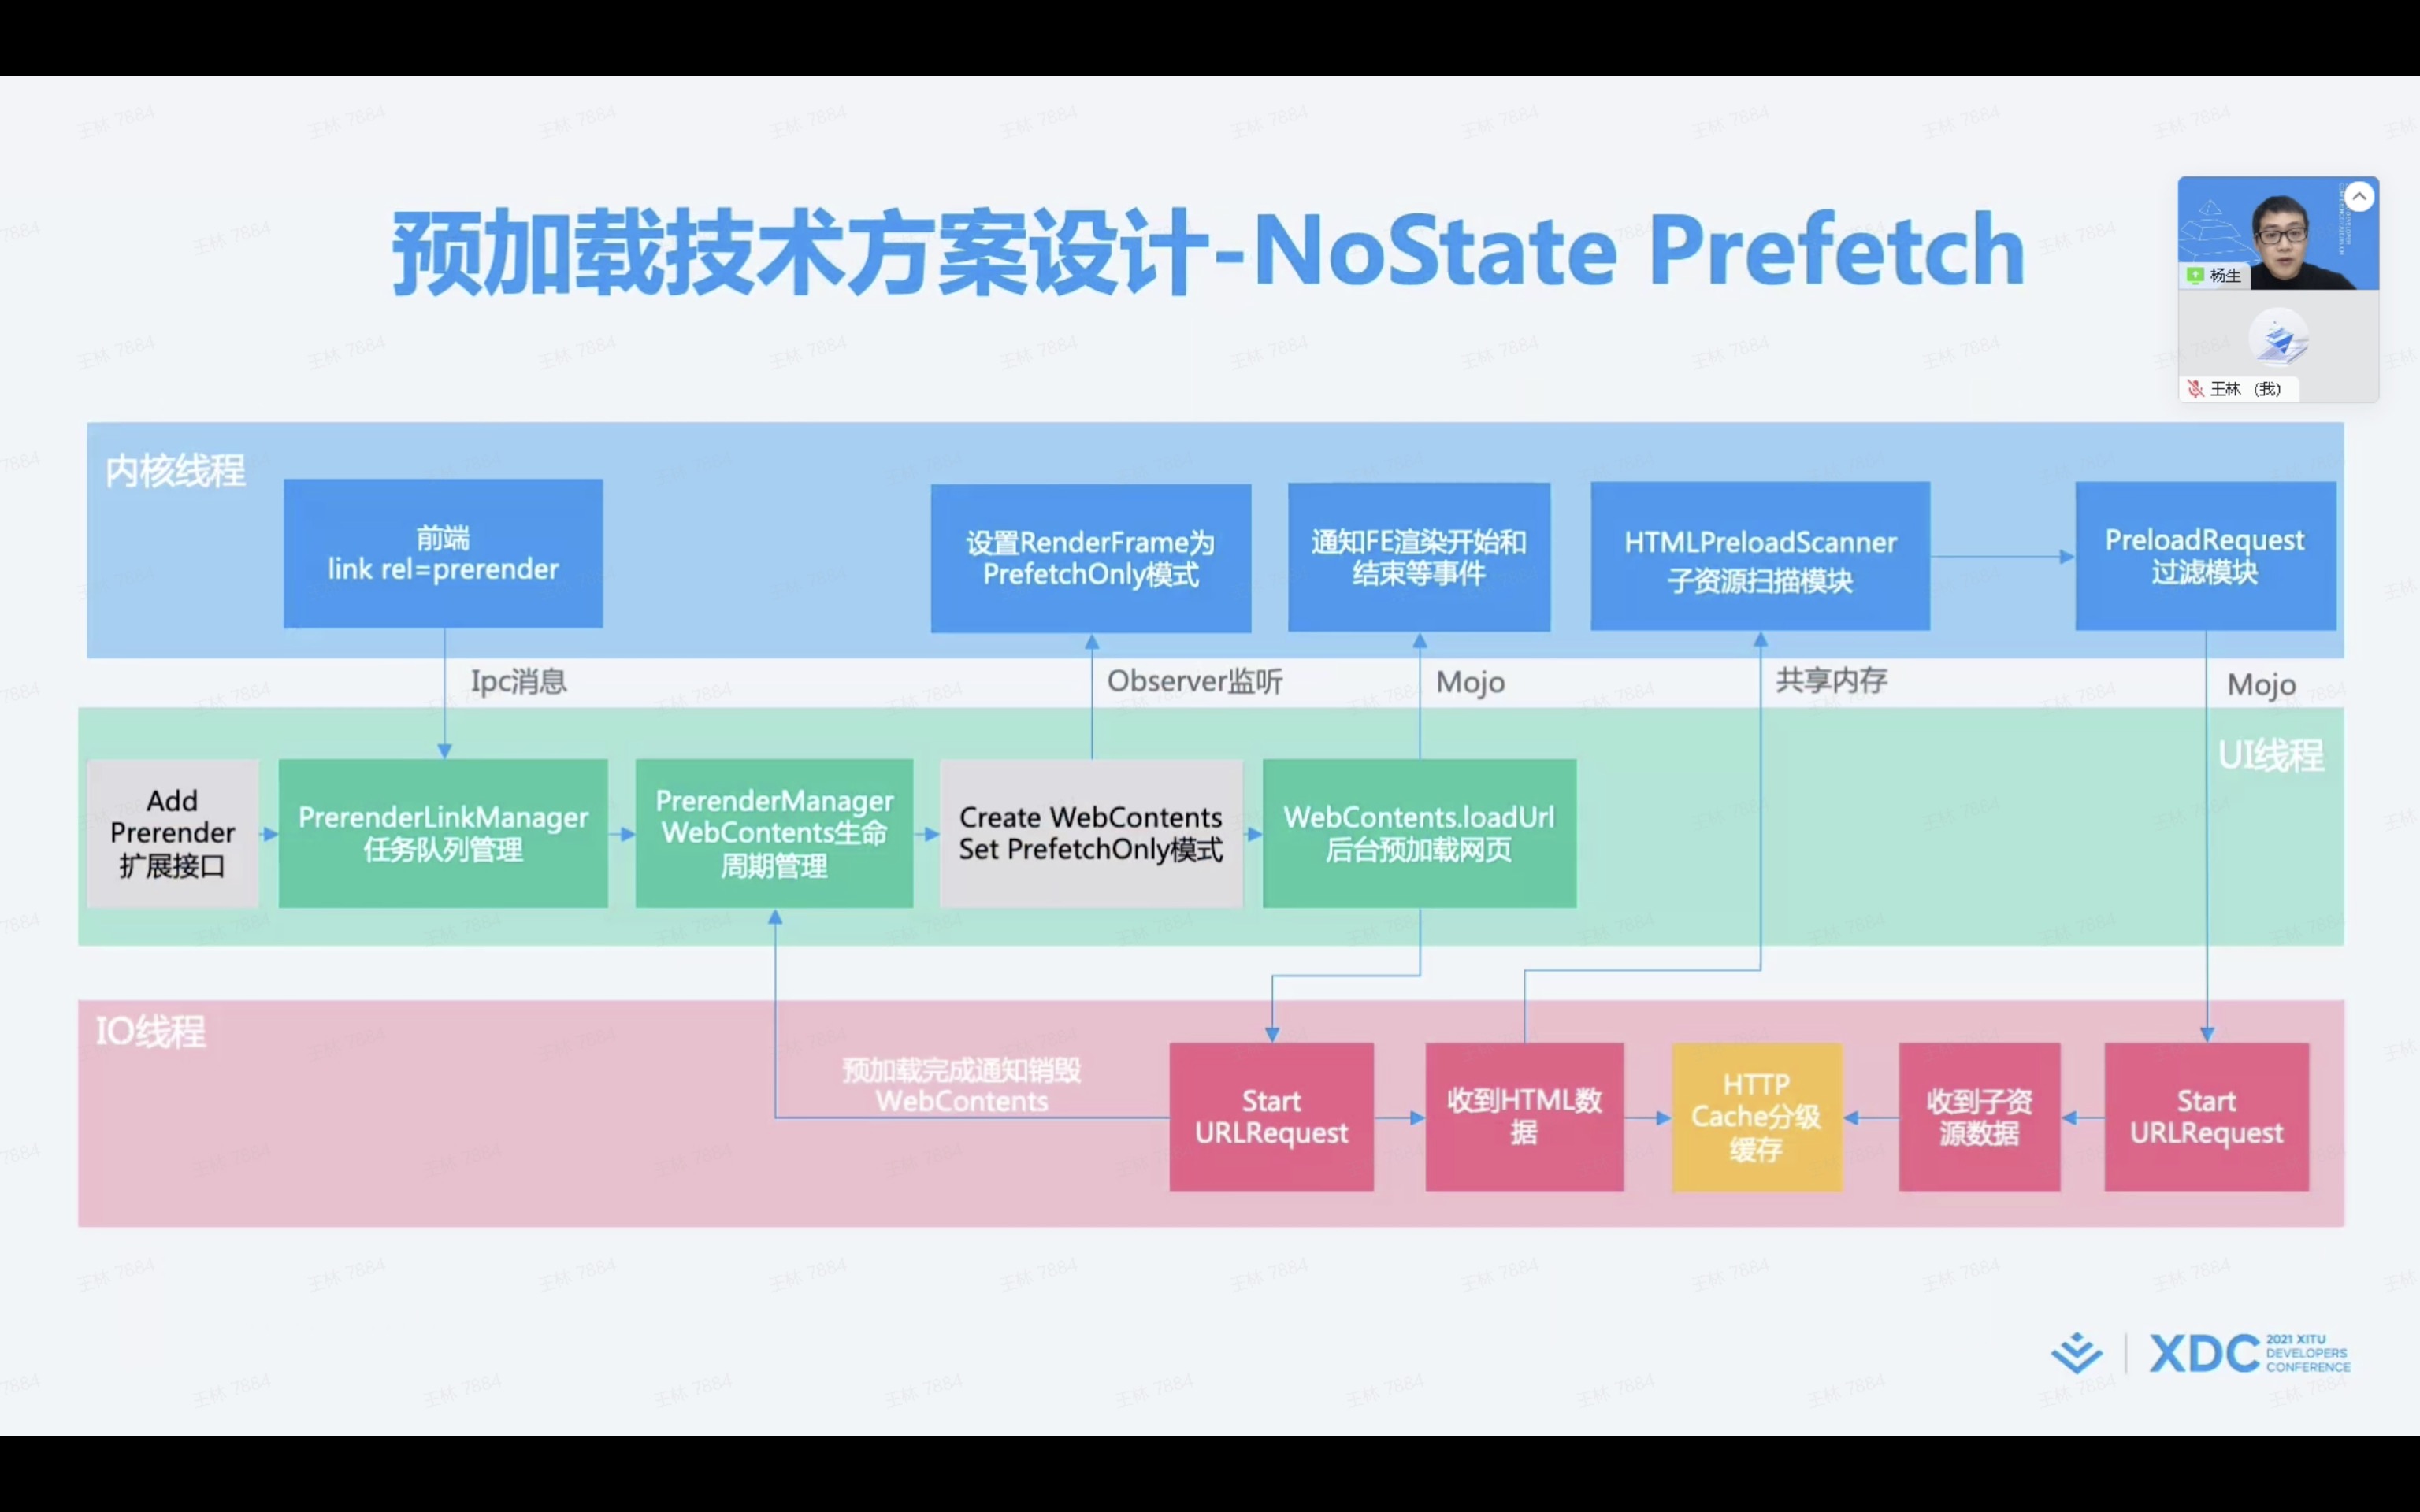 预加载技术方案设计-NoState Prefetch
杨生
王林 (我)
内核线程
前端
link rel=prerender
设置RenderFrame为
PrefetchOnly模式
通知FE渲染开始和
结束等事件
HTMLPreloadScanner
子资源扫描模块
PreloadRequest
过滤模块
Ipc消息
Observer监听
Mojo
共享内存
Mojo
UI线程
Add
Prerender
扩展接口
PrerenderLinkManager
任务队列管理
PrerenderManager
WebContents生命
周期管理
Create WebContents
Set PrefetchOnly模式
WebContents.loadUrl
后台预加载网页
IO线程
预加载完成通知销毁
WebContents
Start
URLRequest
收到HTML数
据
HTTP
Cache分级
缓存
收到子资
源数据
Start
URLRequest
XDC
2021 XITU
DEVELOPERS
CONFERENCE
王林 7884